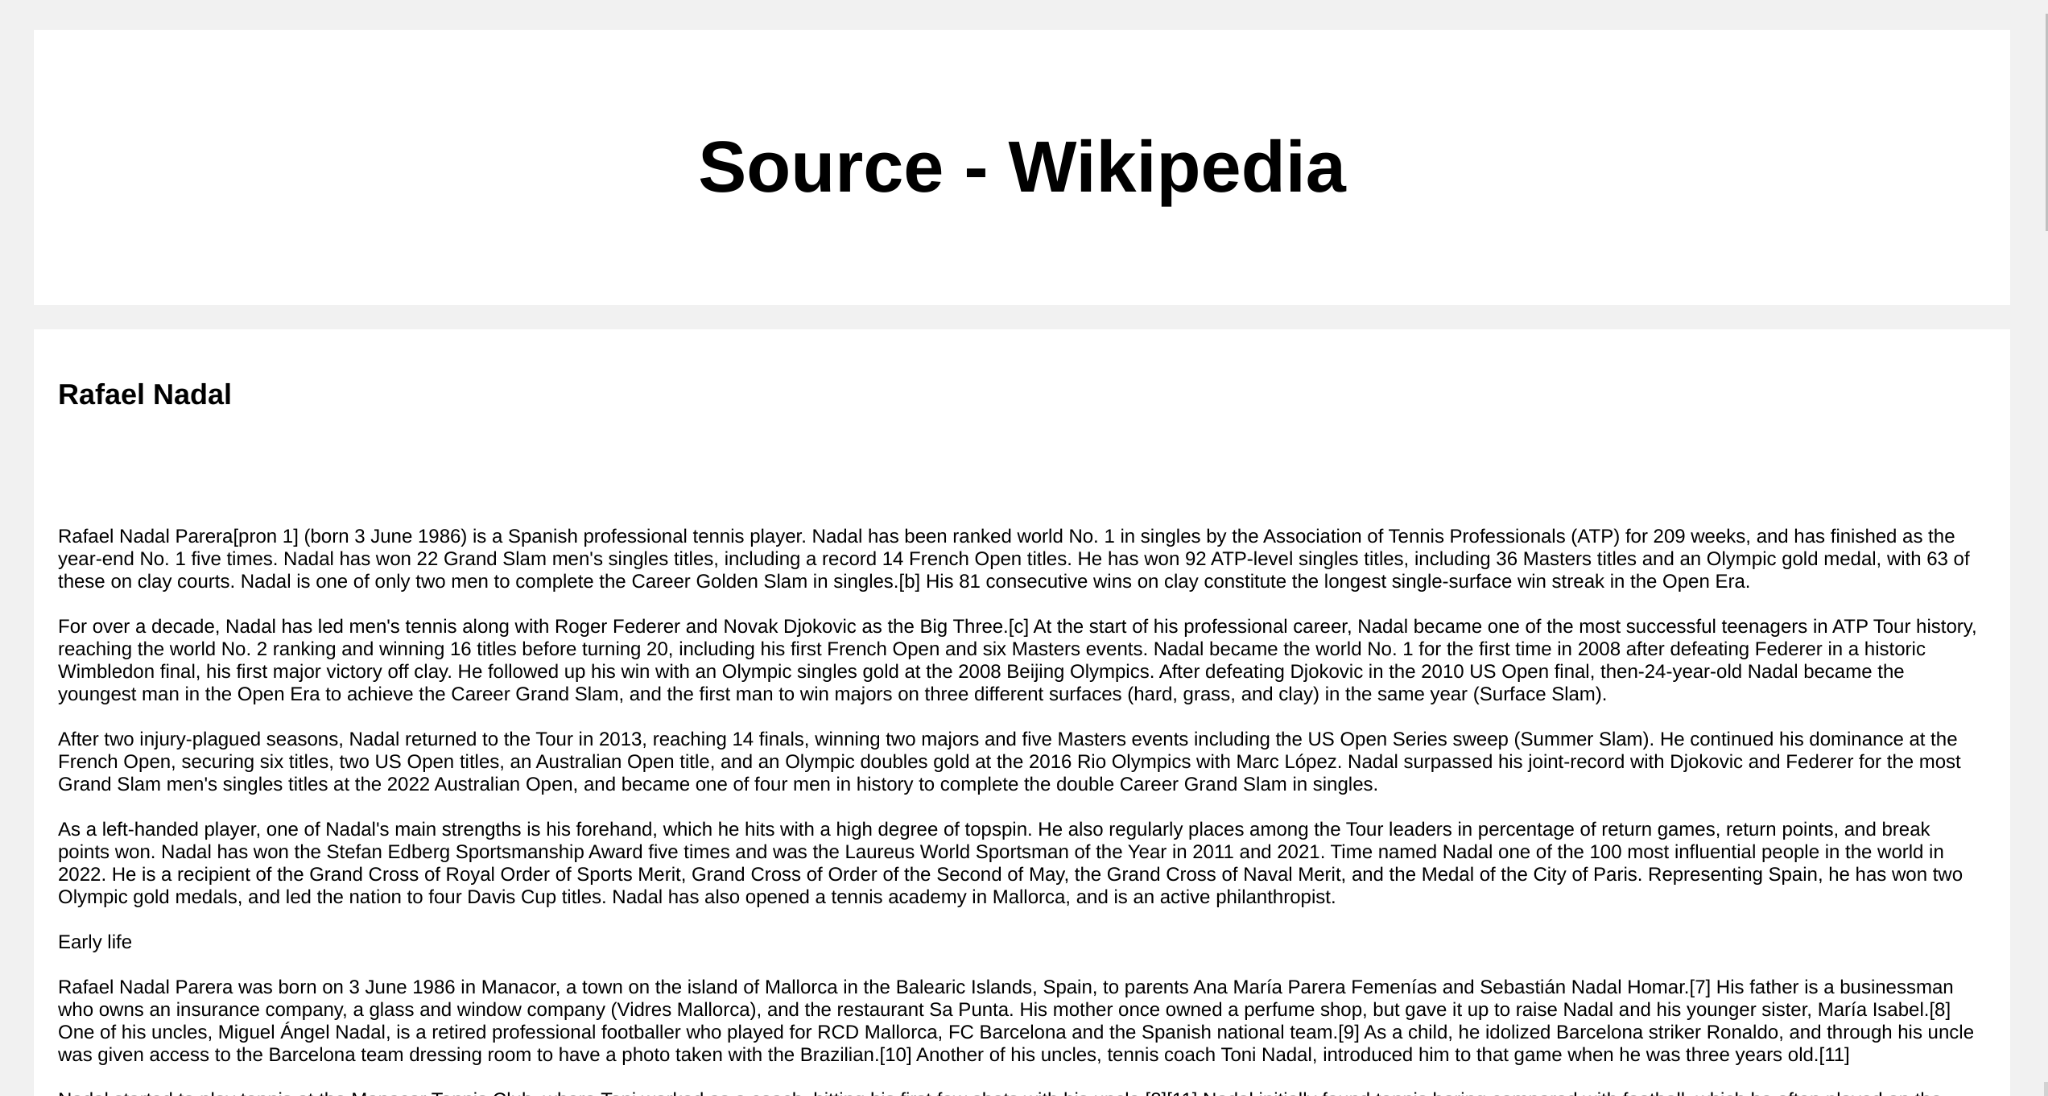 Source - Wikipedia
Rafael Nadal
Rafael Nadal Parera[pron 1] (born 3 June 1986) is a Spanish professional tennis player. Nadal has been ranked world No. 1 in singles by the Association of Tennis Professionals (ATP) for 209 weeks, and has finished as the
year-end No. 1 five times. Nadal has won 22 Grand Slam men's singles titles, including a record 14 French Open titles. He has won 92 ATP-level singles titles, including 36 Masters titles and an Olympic gold medal, with 63 of
these on clay courts. Nadal is one of only two men to complete the Career Golden Slam in singles.[b] His 81 consecutive wins on clay constitute the longest single-surface win streak in the Open Era.
For over a decade, Nadal has led men's tennis along with Roger Federer and Novak Djokovic as the Big Three.[c] At the start of his professional career, Nadal became one of the most successful teenagers in ATP Tour history,
reaching the world No. 2 ranking and winning 16 titles before turning 20, including his first French Open and six Masters events. Nadal became the world No. 1 for the first time in 2008 after defeating Federer in a historic
Wimbledon final, his first major victory off clay. He followed up his win with an Olympic singles gold at the 2008 Beijing Olympics. After defeating Djokovic in the 2010 US Open final, then-24-year-old Nadal became the
youngest man in the Open Era to achieve the Career Grand Slam, and the first man to win majors on three different surfaces (hard, grass, and clay) in the same year (Surface Slam).
After two injury-plagued seasons, Nadal returned to the Tour in 2013, reaching 14 finals, winning two majors and five Masters events including the US Open Series sweep (Summer Slam). He continued his dominance at the
French Open, securing six titles, two US Open titles, an Australian Open title, and an Olympic doubles gold at the 2016 Rio Olympics with Marc López. Nadal surpassed his joint-record with Djokovic and Federer for the most
Grand Slam men's singles titles at the 2022 Australian Open, and became one of four men in history to complete the double Career Grand Slam in singles.
As a left-handed player, one of Nadal's main strengths is his forehand, which he hits with a high degree of topspin. He also regularly places among the Tour leaders in percentage of return games, return points, and break
points won. Nadal has won the Stefan Edberg Sportsmanship Award five times and was the Laureus World Sportsman of the Year in 2011 and 2021. Time named Nadal one of the 100 most influential people in the world in
2022. He is a recipient of the Grand Cross of Royal Order of Sports Merit, Grand Cross of Order of the Second of May, the Grand Cross of Naval Merit, and the Medal of the City of Paris. Representing Spain, he has won two
Olympic gold medals, and led the nation to four Davis Cup titles. Nadal has also opened a tennis academy in Mallorca, and is an active philanthropist.
Early life
Rafael Nadal Parera was born on 3 June 1986 in Manacor, a town on the island of Mallorca in the Balearic Islands, Spain, to parents Ana María Parera Femenías and Sebastián Nadal Homar.[7] His father is a businessman
who owns an insurance company, a glass and window company (Vidres Mallorca), and the restaurant Sa Punta. His mother once owned a perfume shop, but gave it up to raise Nadal and his younger sister, María Isabel.[8]
One of his uncles, Miguel Ángel Nadal, is a retired professional footballer who played for RCD Mallorca, FC Barcelona and the Spanish national team.[9] As a child, he idolized Barcelona striker Ronaldo, and through his uncle
was given access to the Barcelona team dressing room to have a photo taken with the Brazilian.[10] Another of his uncles, tennis coach Toni Nadal, introduced him to that game when he was three years old.[11]